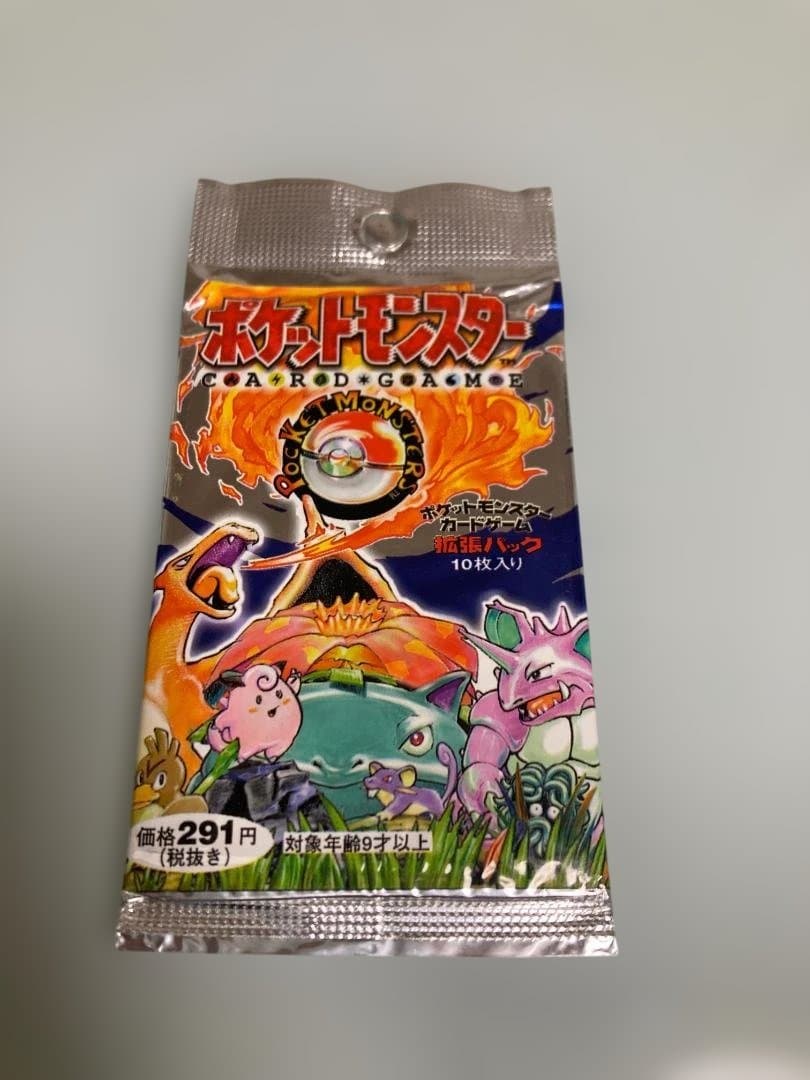 ポケットモンスター
TM
CARD*GAME
POCKET MONSTERS
ポケットモンスター
カードゲーム
拡張パック
10枚入り
価格291円
(税抜き)
対象年齢9才以上